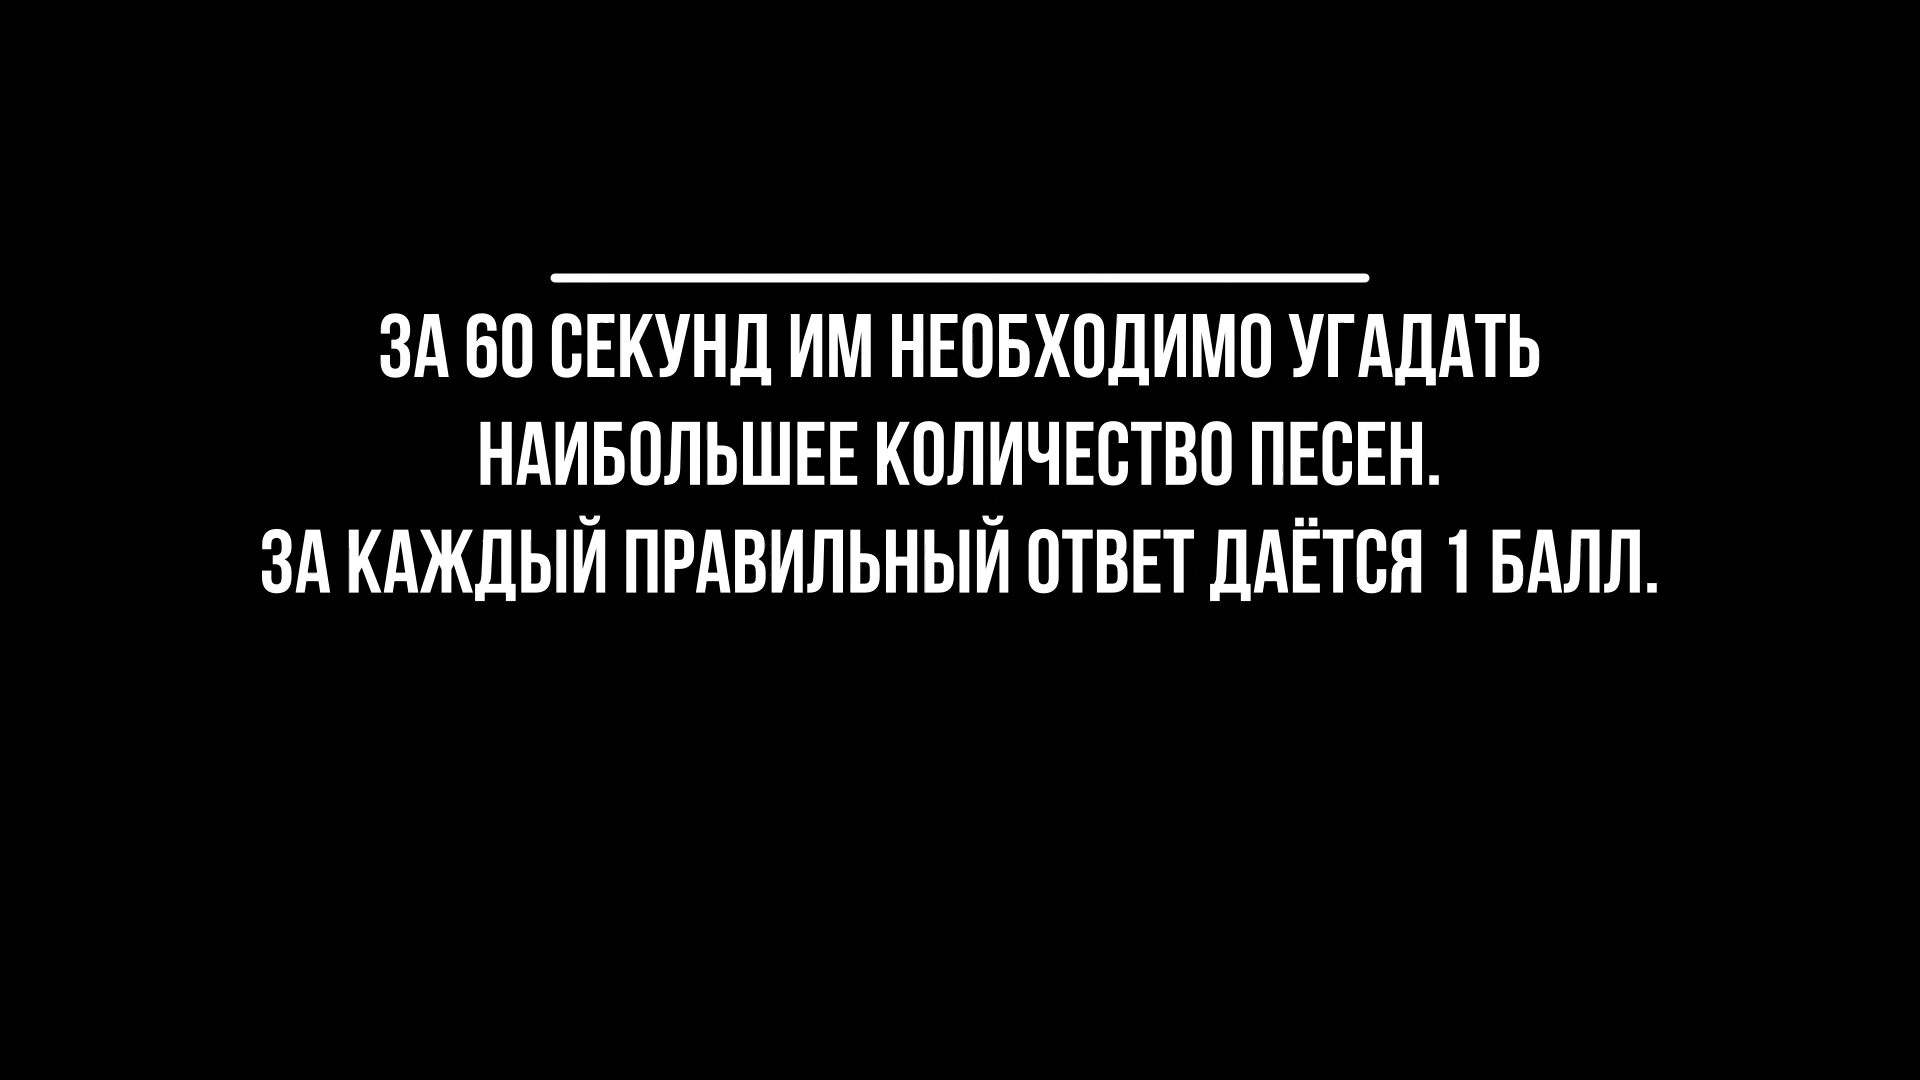 ЗА 60 СЕКУНД ИМ НЕОБХОДИМО УГАДАТЬ
НАИБОЛЬШЕЕ КОЛИЧЕСТВО ПЕСЕН.
ЗА КАЖДЫЙ ПРАВИЛЬНЫЙ ОТВЕТ ДАЁТСЯ 1 БАЛЛ.